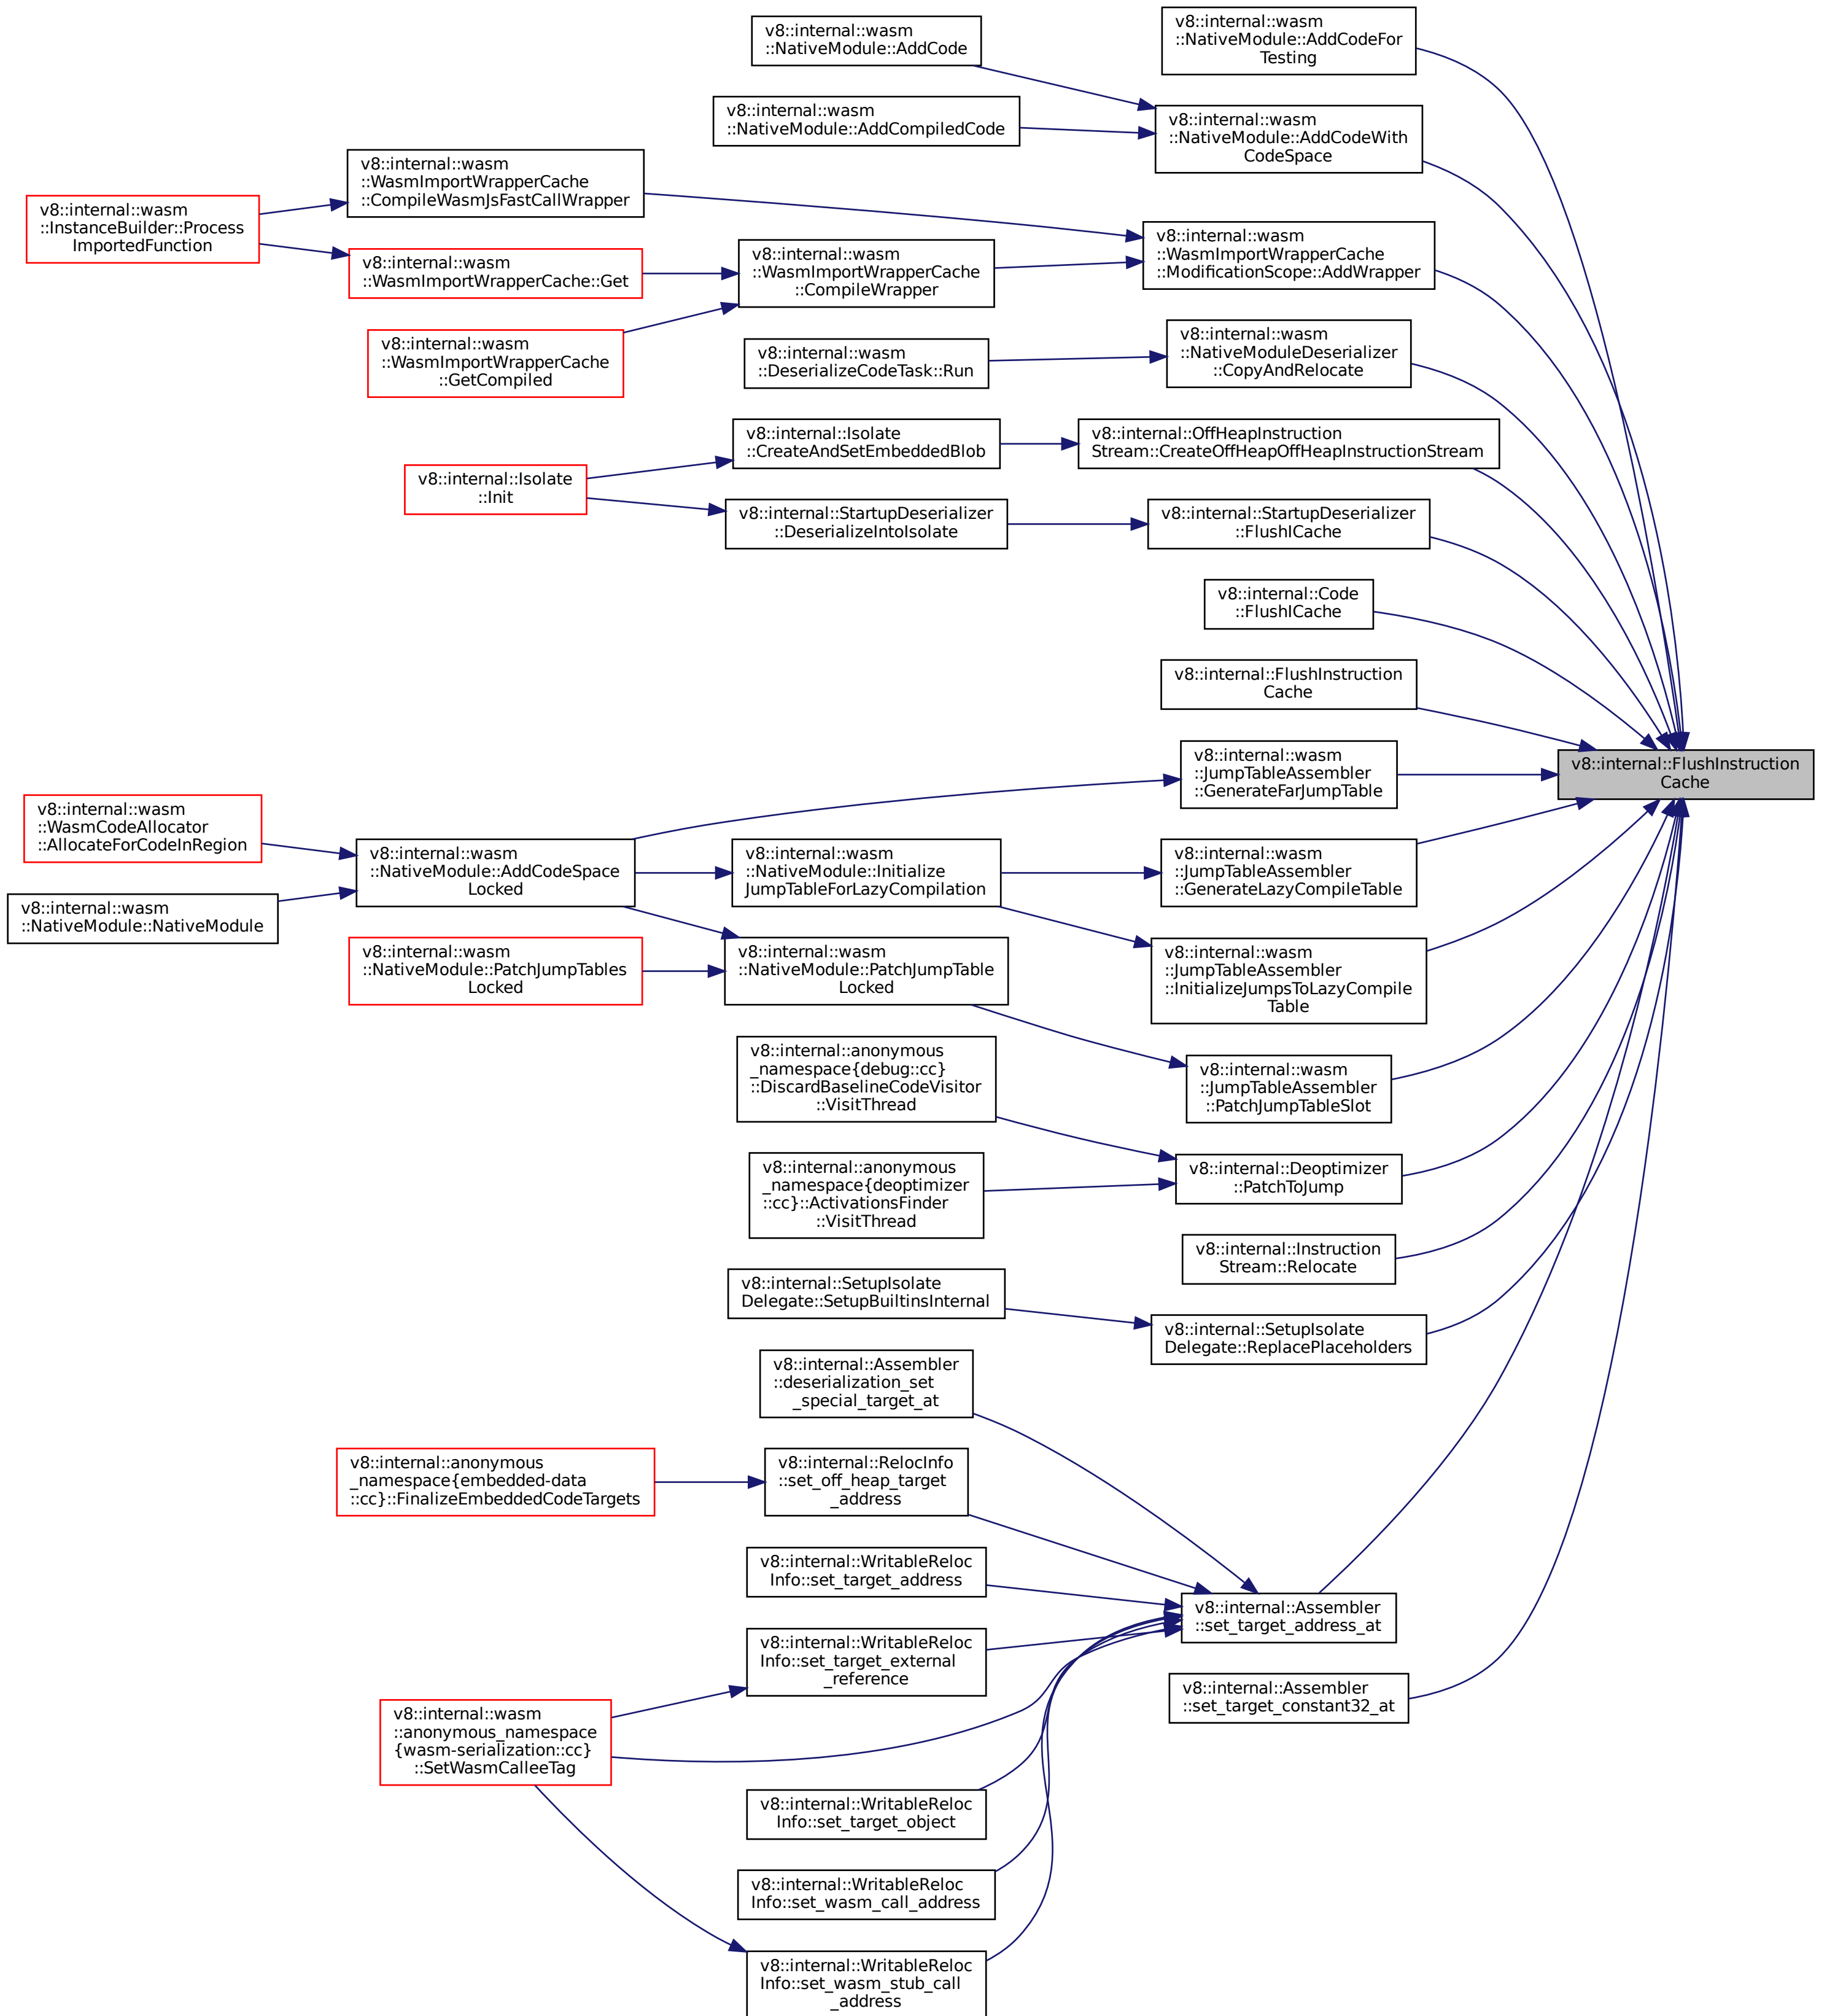 v8::internal::wasm
::NativeModule::AddCodeFor
Testing
v8::internal::wasm
::NativeModule::AddCode
v8::internal::wasm
::NativeModule::AddCompiledCode
v8::internal::wasm
::NativeModule::AddCodeWith
CodeSpace
v8::internal::wasm
::WasmImportWrapperCache
::CompileWasmJsFastCallWrapper
v8::internal::wasm
::InstanceBuilder::Process
ImportedFunction
v8::internal::wasm
::WasmImportWrapperCache::Get
v8::internal::wasm
::WasmImportWrapperCache
::CompileWrapper
v8::internal::wasm
::WasmImportWrapperCache
::ModificationScope::AddWrapper
v8::internal::wasm
::WasmImportWrapperCache
::GetCompiled
v8::internal::wasm
::DeserializeCodeTask::Run
v8::internal::wasm
::NativeModuleDeserializer
::CopyAndRelocate
v8::internal::Isolate
::CreateAndSetEmbeddedBlob
v8::internal::OffHeapInstruction
Stream::CreateOffHeapOffHeapInstructionStream
v8::internal::Isolate
::Init
v8::internal::StartupDeserializer
::DeserializeIntoIsolate
v8::internal::StartupDeserializer
::FlushICache
v8::internal::Code
::FlushICache
v8::internal::FlushInstruction
Cache
v8::internal::FlushInstruction
Cache
v8::internal::wasm
::JumpTableAssembler
::GenerateFarJumpTable
v8::internal::wasm
::WasmCodeAllocator
::AllocateForCodeInRegion
v8::internal::wasm
::NativeModule::AddCodeSpace
Locked
v8::internal::wasm
::NativeModule::Initialize
JumpTableForLazyCompilation
v8::internal::wasm
::JumpTableAssembler
::GenerateLazyCompileTable
v8::internal::wasm
::NativeModule::NativeModule
v8::internal::wasm
::NativeModule::PatchJumpTables
Locked
v8::internal::wasm
::NativeModule::PatchJumpTable
Locked
v8::internal::wasm
::JumpTableAssembler
::InitializeJumpsToLazyCompile
Table
v8::internal::anonymous
_namespace{debug::cc}
::DiscardBaselineCodeVisitor
::VisitThread
v8::internal::wasm
::JumpTableAssembler
::PatchJumpTableSlot
v8::internal::anonymous
_namespace{deoptimizer
::cc}::ActivationsFinder
::VisitThread
v8::internal::Deoptimizer
::PatchToJump
v8::internal::Instruction
Stream::Relocate
v8::internal::SetupIsolate
Delegate::SetupBuiltinsInternal
v8::internal::SetupIsolate
Delegate::ReplacePlaceholders
v8::internal::Assembler
::deserialization_set
_special_target_at
v8::internal::anonymous
_namespace{embedded-data
::cc}::FinalizeEmbeddedCodeTargets
v8::internal::RelocInfo
::set_off_heap_target
_address
v8::internal::WritableReloc
Info::set_target_address
v8::internal::Assembler
::set_target_address_at
v8::internal::WritableReloc
Info::set_target_external
_reference
v8::internal::Assembler
::set_target_constant32_at
v8::internal::wasm
::anonymous_namespace
{wasm-serialization::cc}
::SetWasmCalleeTag
v8::internal::WritableReloc
Info::set_target_object
v8::internal::WritableReloc
Info::set_wasm_call_address
v8::internal::WritableReloc
Info::set_wasm_stub_call
_address